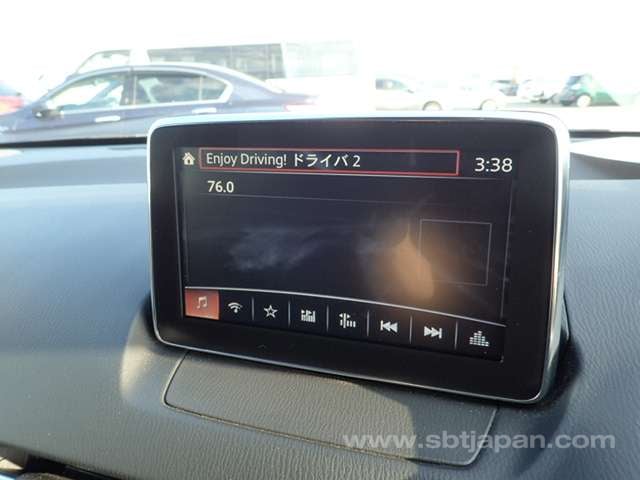 Enjoy Driving! ドライバ 2
3:38
76.0
www.sbtjapan.com